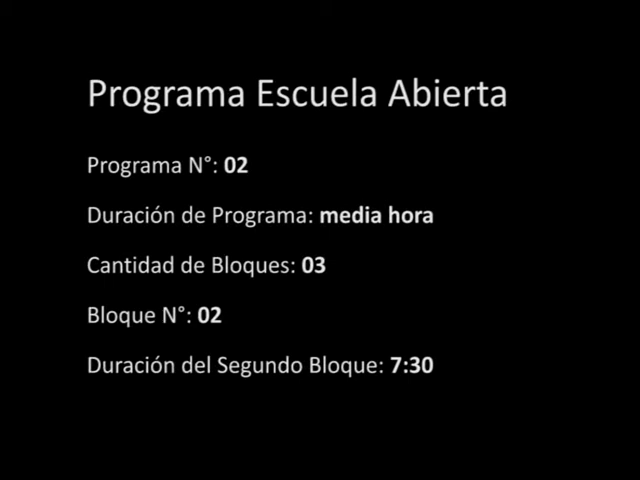 Programa Escuela Abierta
Programa N°: 02
Duración de Programa: media hora
Cantidad de Bloques: 03
Bloque N°: 02
Duración del Segundo Bloque: 7:30